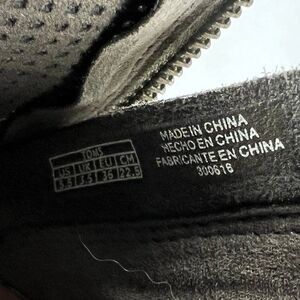 TOMS
US UK EU CM
5.5 3.5 36 22.5
MADE IN CHINA
HECHO EN CHINA
FABRICANTE EN CHINA
300616